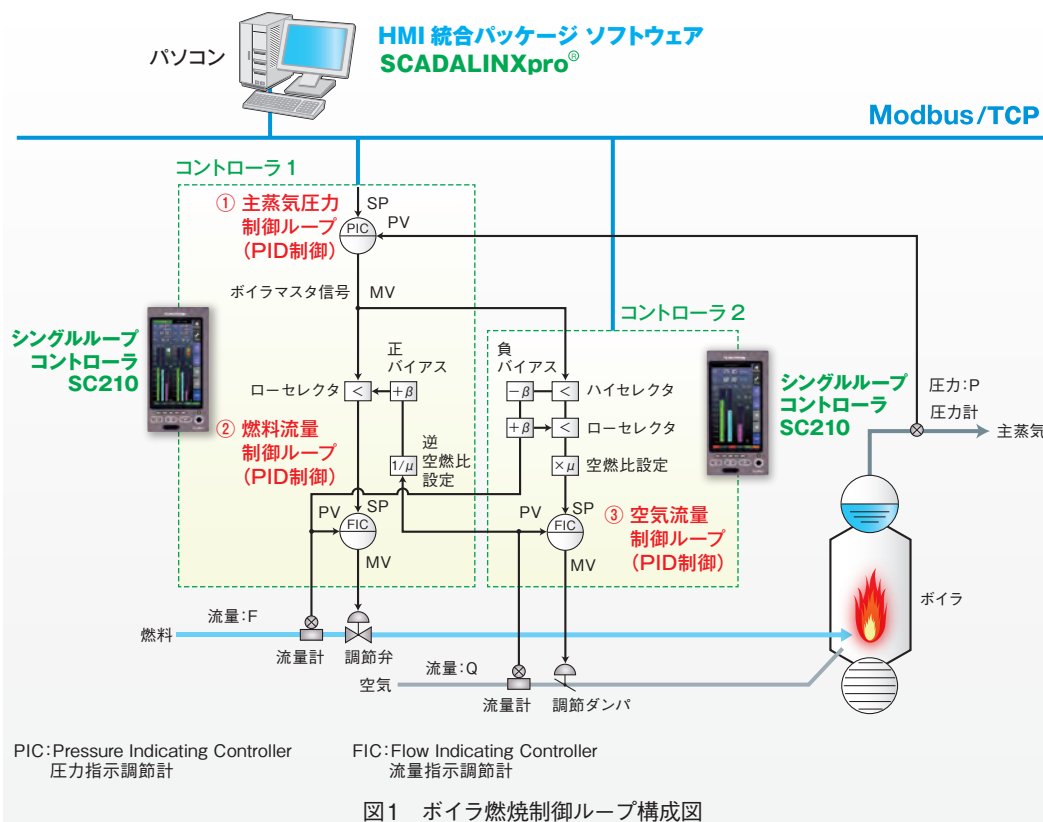 パソコン
HMI 統合パッケージ ソフトウェア
SCADALINXpro®
Modbus/TCP
コントローラ 1
① 主蒸気圧力
制御ループ
(PID制御)
SP
PV
PIC
ボイラマスタ信号
MV
コントローラ 2
シングルループ
コントローラ
SC210
正
バイアス
負
バイアス
ローセレクタ
<
+β
−β
<
ハイセレクタ
+β
<
ローセレクタ
シングルループ
コントローラ
SC210
圧力:P
圧力計
主蒸気
② 燃料流量
制御ループ
(PID制御)
1/μ
逆
空燃比
設定
×μ
空燃比設定
PV
SP
FIC
MV
PV
SP
FIC
MV
③ 空気流量
制御ループ
(PID制御)
ボイラ
流量:F
燃料
流量計
調節弁
流量:Q
空気
流量計
調節ダンパ
PIC:Pressure Indicating Controller
圧力指示調節計
FIC:Flow Indicating Controller
流量指示調節計
図1 ボイラ燃焼制御ループ構成図